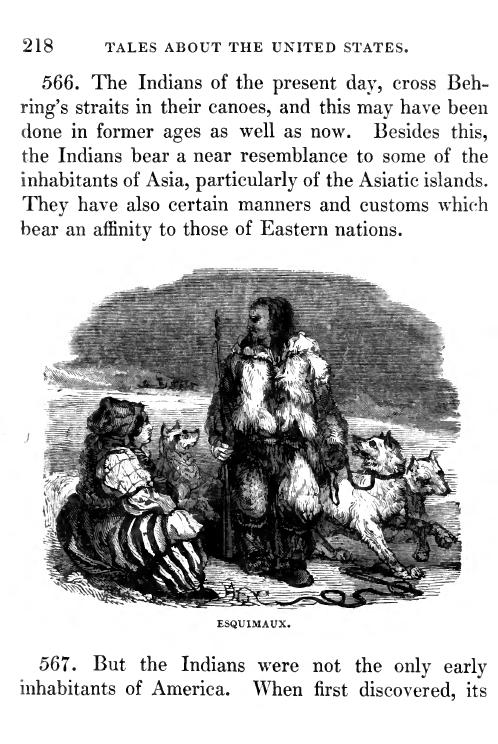 218 TALES ABOUT THE UNITED STATES.
566. The Indians of the present day, cross Beh-
ring's straits in their canoes, and this may have been
done in former ages as well as now. Besides this,
the Indians bear a near resemblance to some of the
inhabitants of Asia, particularly of the Asiatic islands.
They have also certain manners and customs which
bear an affinity to those of Eastern nations.
ESQUIMAUX.
567. But the Indians were not the only early
inhabitants of America. When first discovered, its